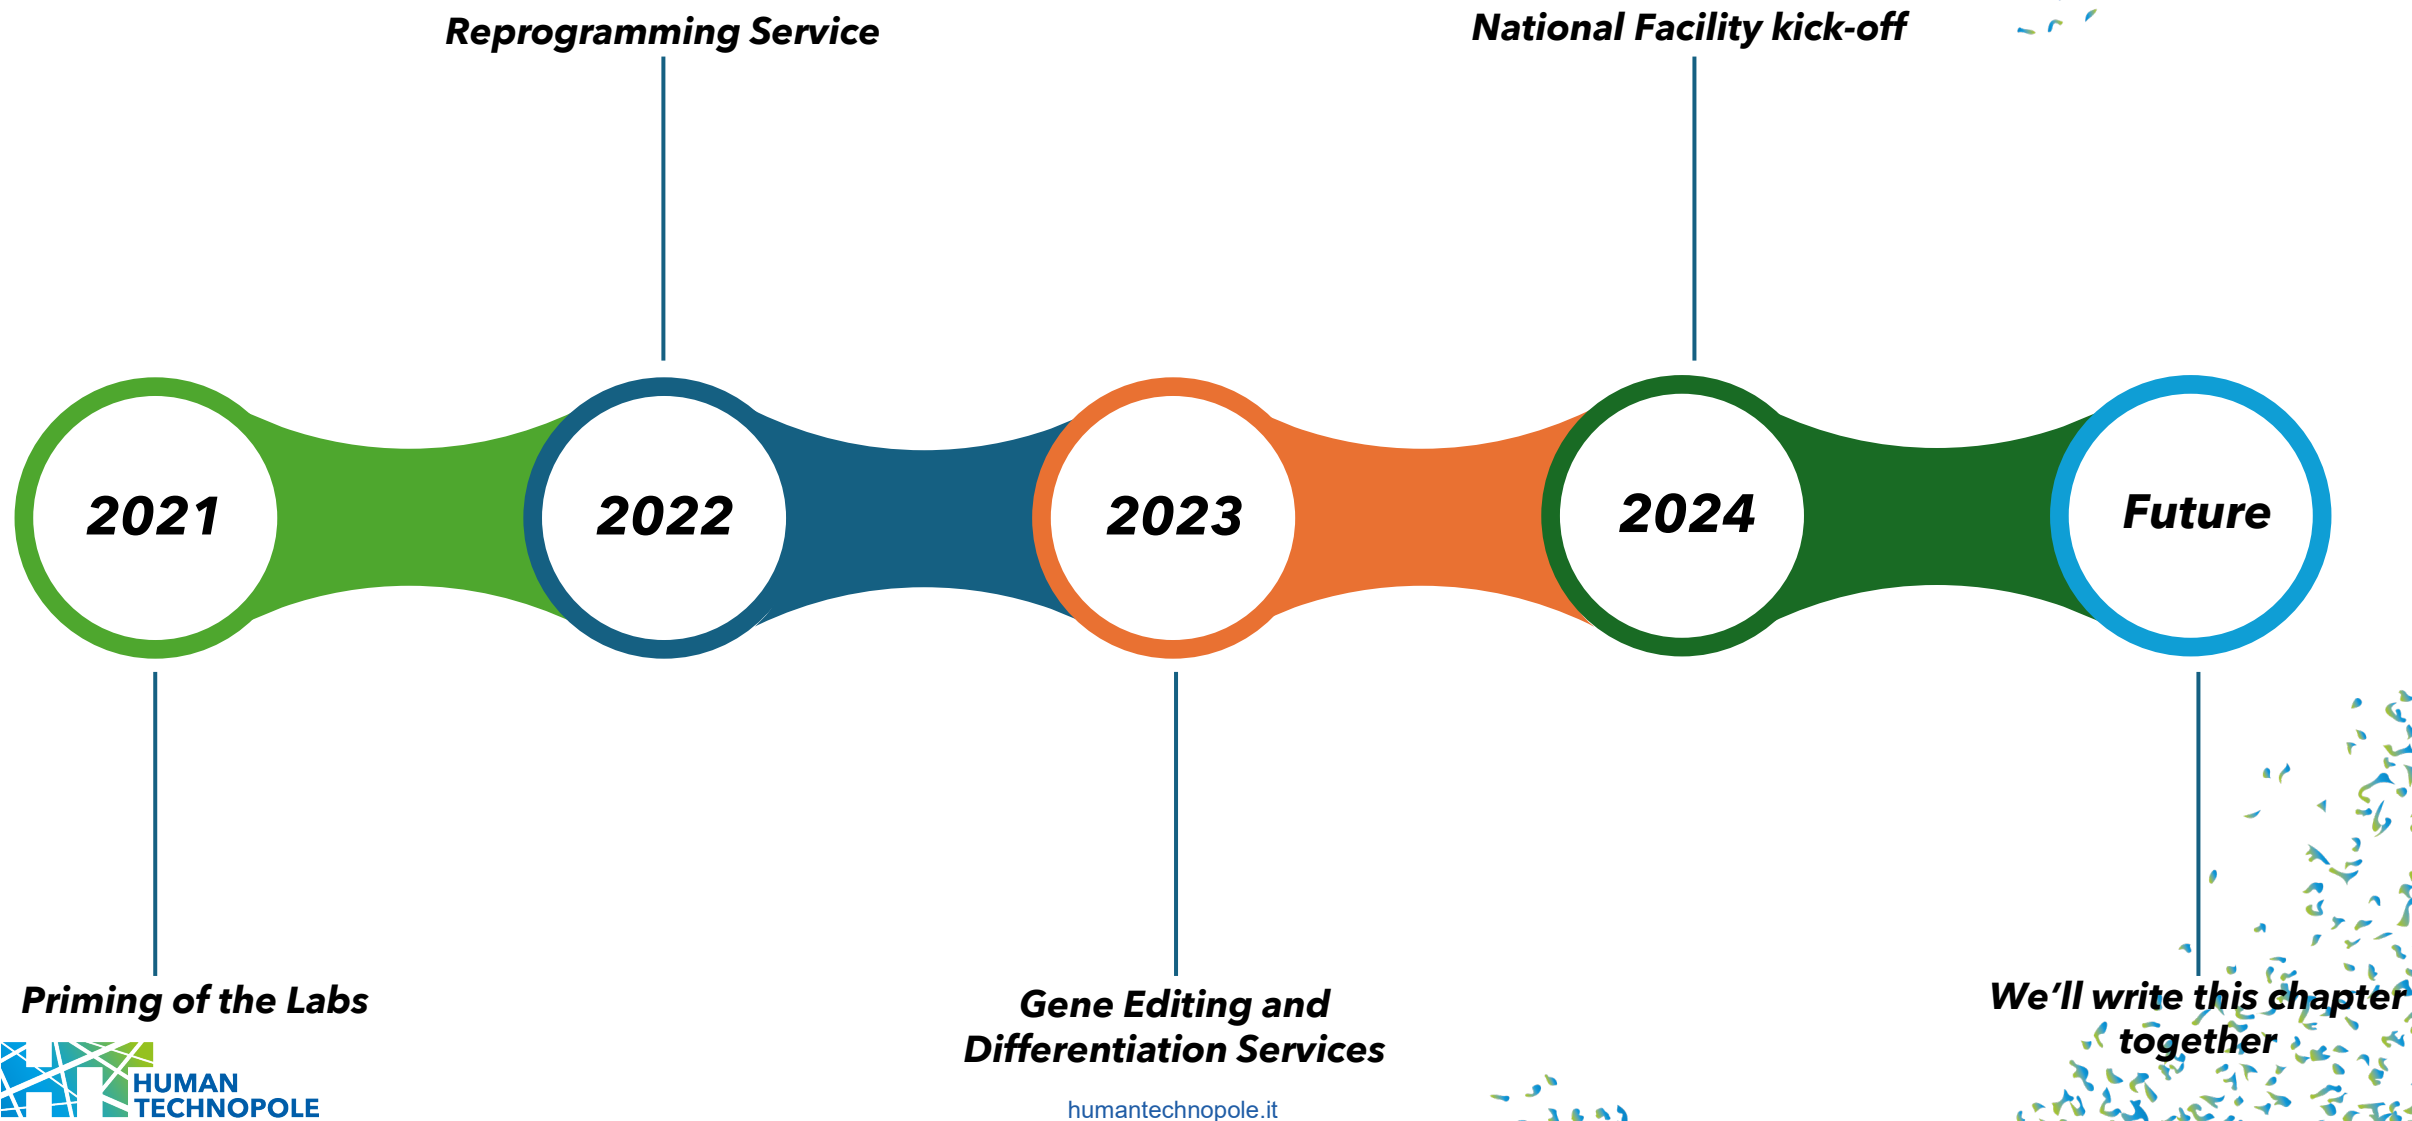 Reprogramming Service
National Facility kick-off
2021
2022
2023
2024
Future
Priming of the Labs
Gene Editing and
Differentiation Services
We’ll write this chapter
together
HUMAN
TECHNOPOLE
humantechnopole.it